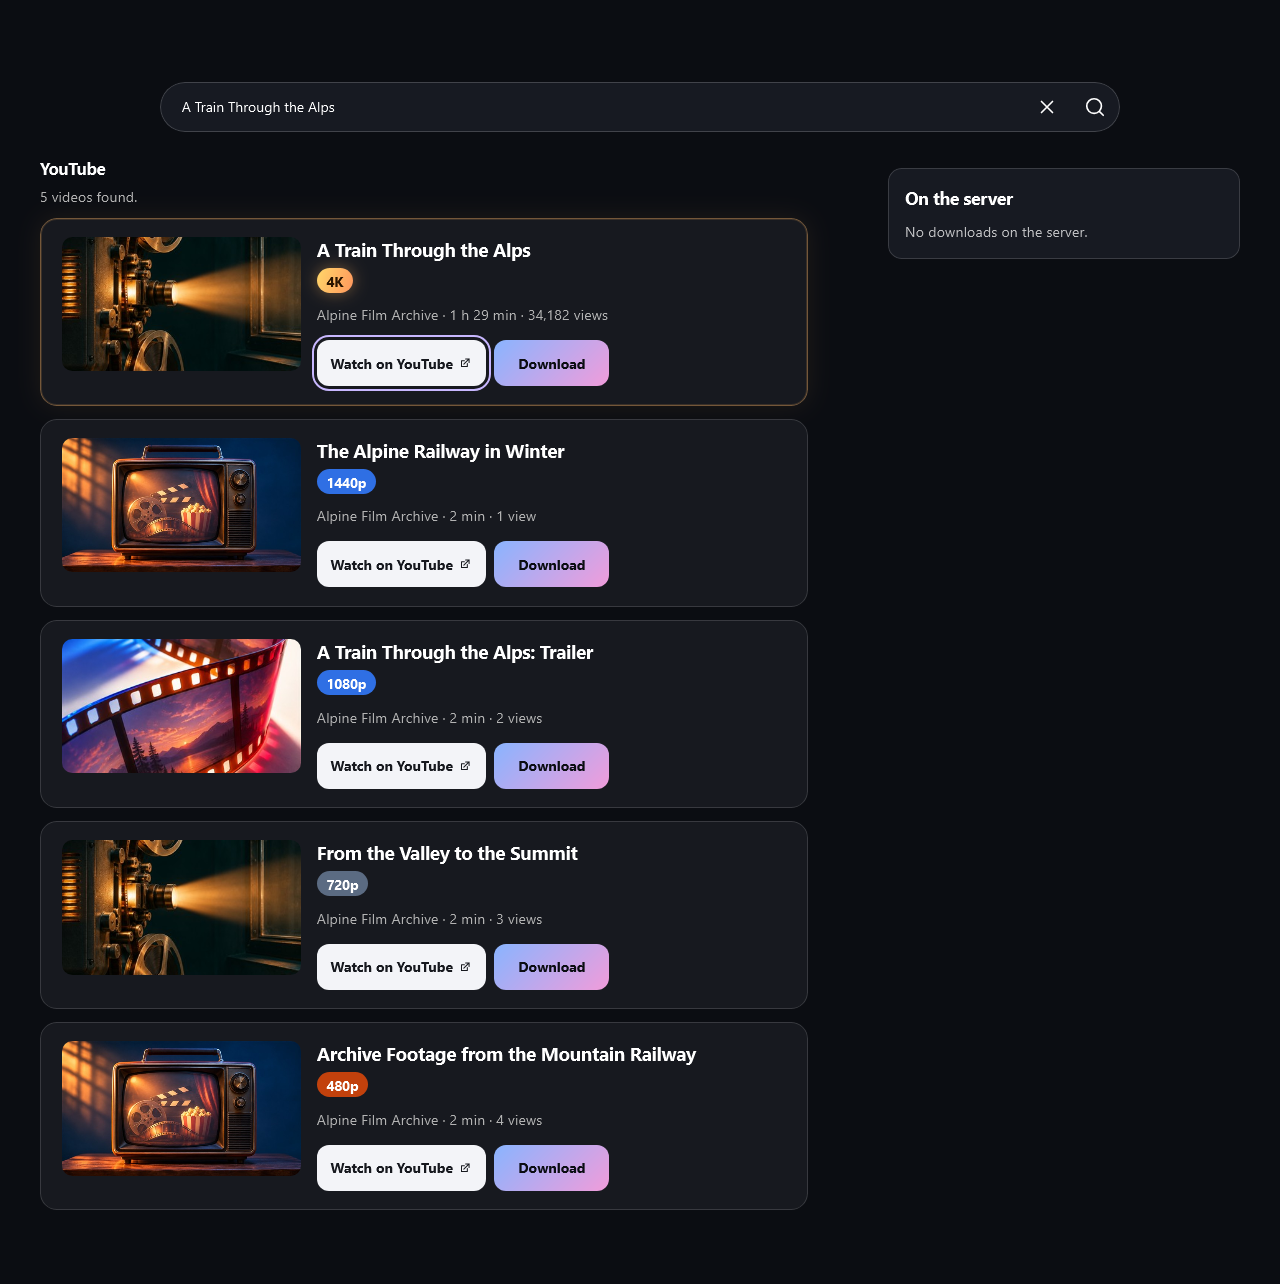 A Train Through the Alps
YouTube
5 videos found.
A Train Through the Alps
4K
Alpine Film Archive · 1 h 29 min · 34,182 views
Watch on YouTube
Download
The Alpine Railway in Winter
1440p
Alpine Film Archive · 2 min · 1 view
Watch on YouTube
Download
A Train Through the Alps: Trailer
1080p
Alpine Film Archive · 2 min · 2 views
Watch on YouTube
Download
From the Valley to the Summit
720p
Alpine Film Archive · 2 min · 3 views
Watch on YouTube
Download
Archive Footage from the Mountain Railway
480p
Alpine Film Archive · 2 min · 4 views
Watch on YouTube
Download
On the server
No downloads on the server.